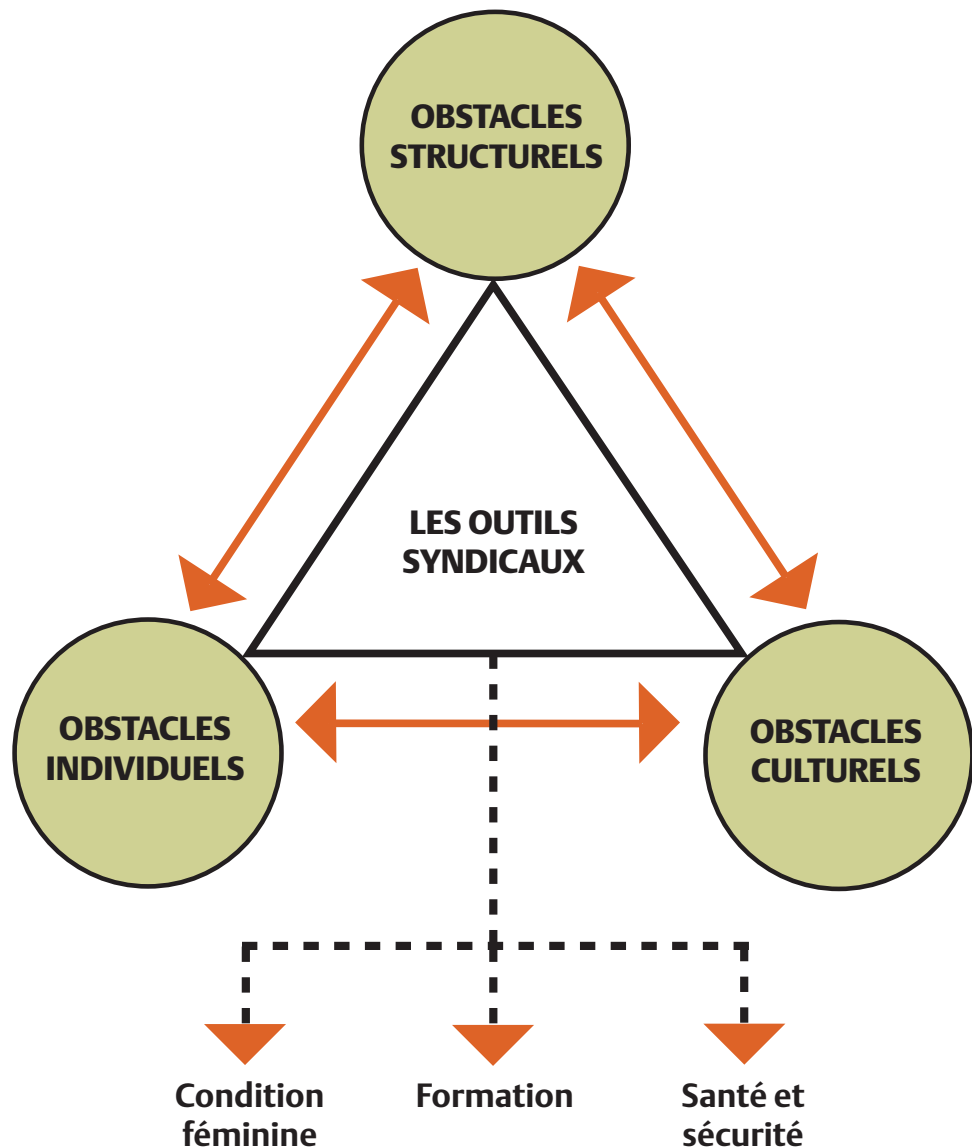 OBSTACLES
STRUCTURELS
LES OUTILS
SYNDICAUX
OBSTACLES
INDIVIDUELS
OBSTACLES
CULTURELS
Condition
féminine
Formation
Santé et
sécurité